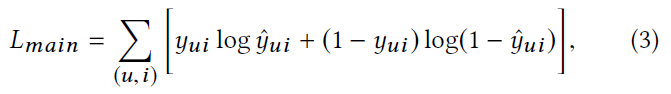 L_{main} = \sum_{(u,i)} \left[ y_{ui} \log \hat{y}_{ui} + (1 - y_{ui}) \log(1 - \hat{y}_{ui}) \right], (3)